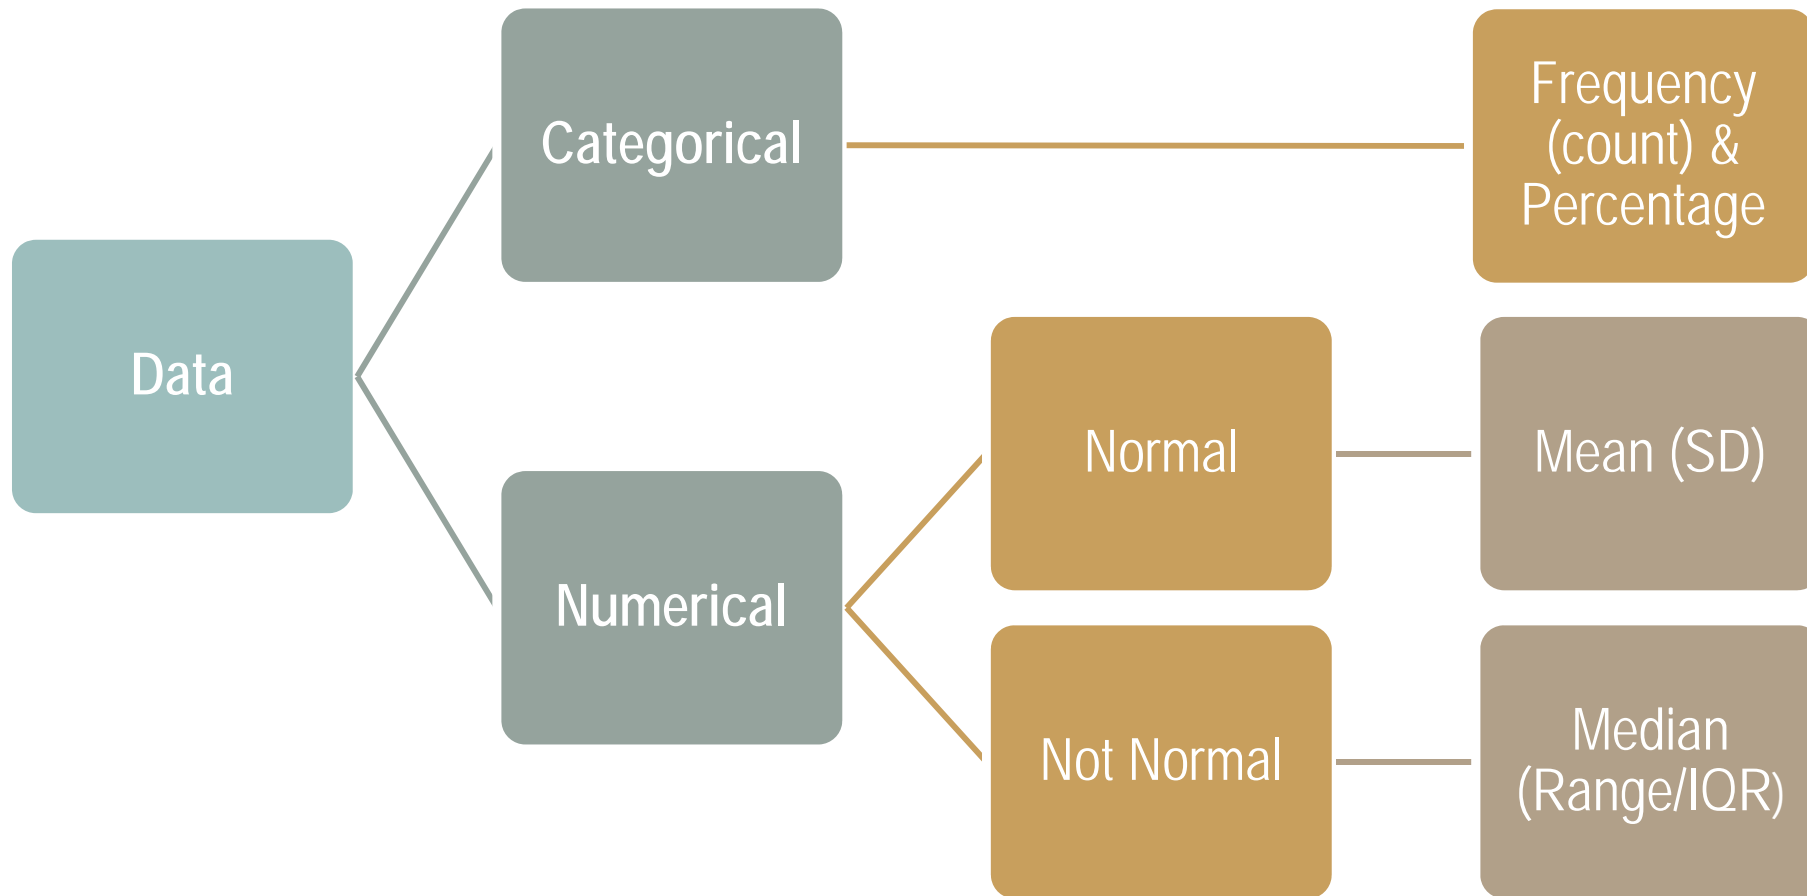 Data
Categorical
Frequency
(count) &
Percentage
Numerical
Normal
Mean (SD)
Not Normal
Median
(Range/IQR)